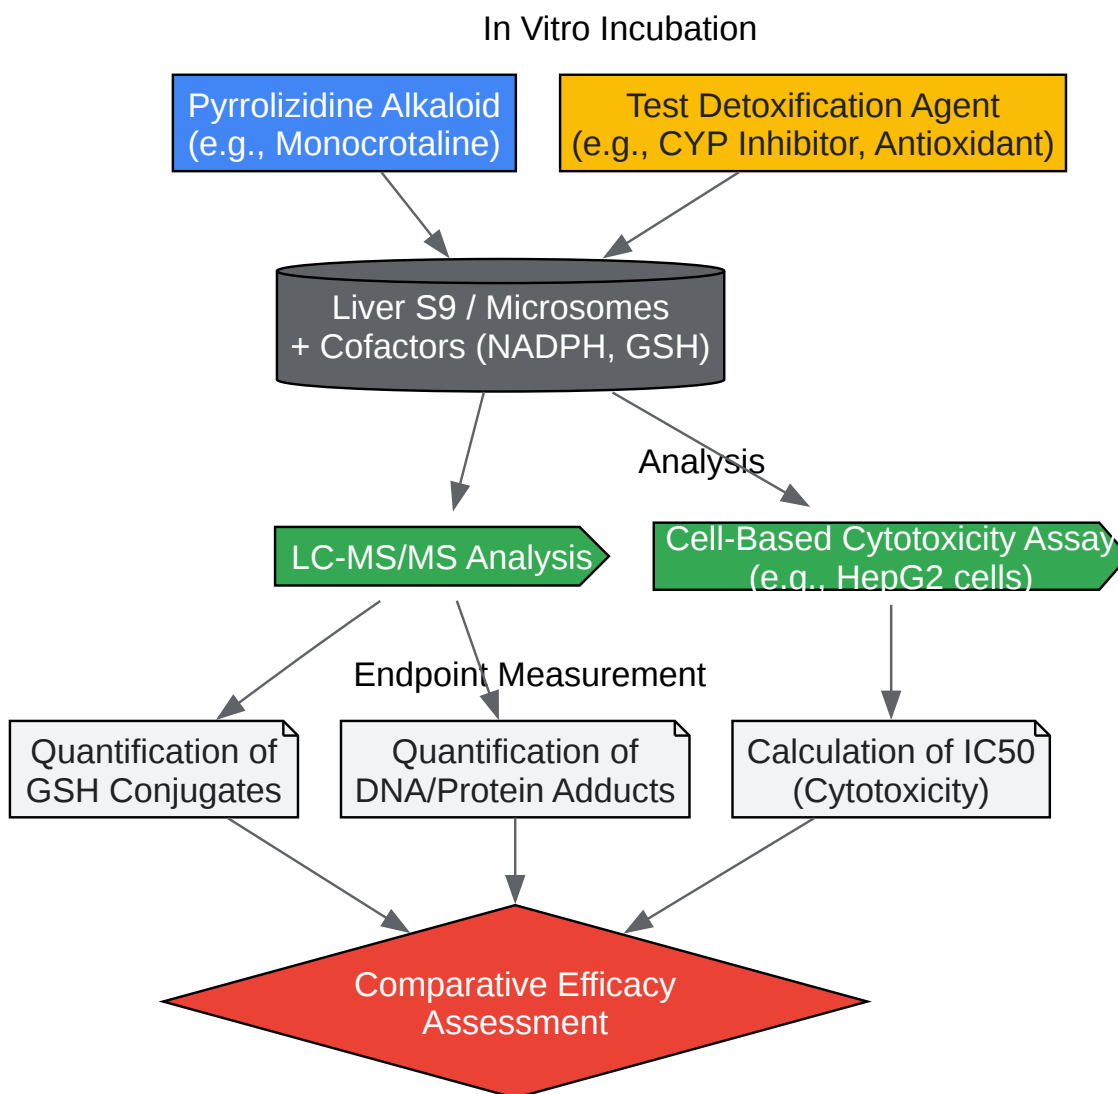 In Vitro Incubation
Pyrrolizidine Alkaloid
(e.g., Monocrotaline)
Test Detoxification Agent
(e.g., CYP Inhibitor, Antioxidant)
Liver S9 / Microsomes
+ Cofactors (NADPH, GSH)
Analysis
LC-MS/MS Analysis
Cell-Based Cytotoxicity Assay
(e.g., HepG2 cells)
Endpoint Measurement
Quantification of
GSH Conjugates
Quantification of
DNA/Protein Adducts
Calculation of IC50
(Cytotoxicity)
Comparative Efficacy
Assessment